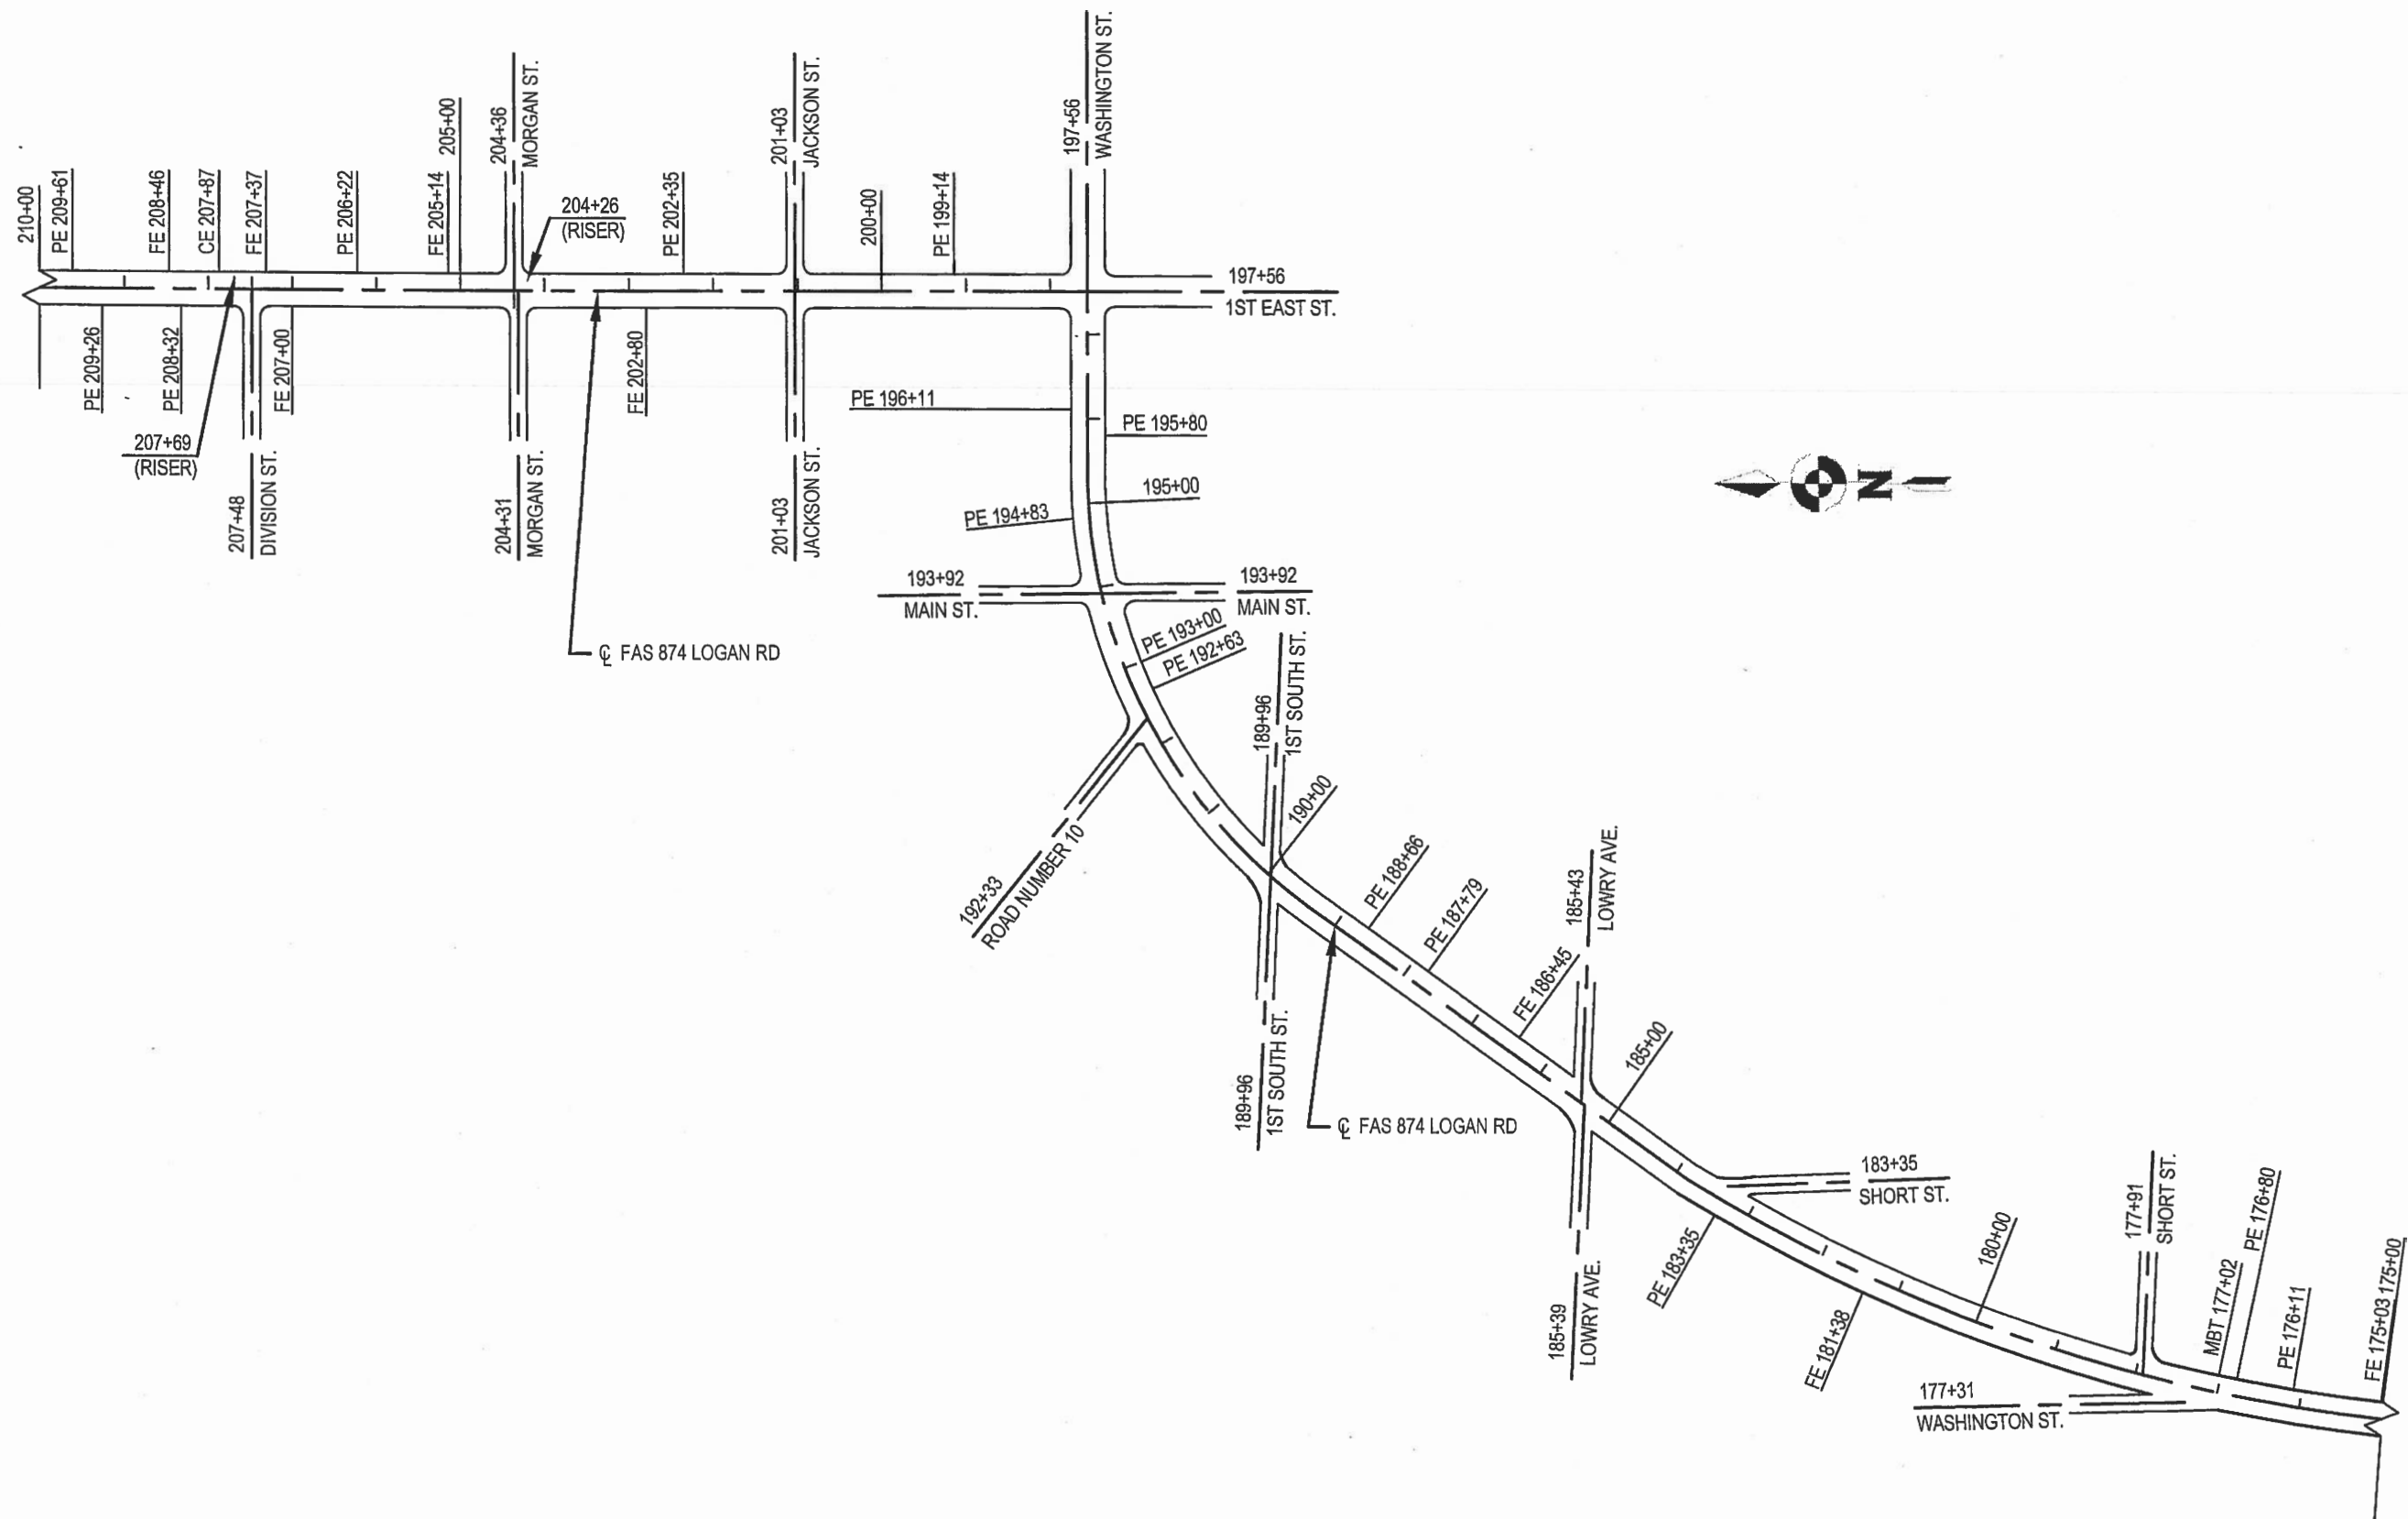 210+00
PE 209+61
FE 208+46
CE 207+87
FE 207+37
PE 206+22
FE 205+14
205+00
204+36
MORGAN ST.
204+26
(RISER)
PE 202+35
201+03
JACKSON ST.
200+00
PE 199+14
197+56
WASHINGTON ST.
197+56
1ST EAST ST.
PE 209+26
PE 208+32
207+69
(RISER)
207+48
DIVISION ST.
FE 207+00
204+31
MORGAN ST.
FE 202+80
201+03
JACKSON ST.
℄ FAS 874 LOGAN RD
PE 196+11
PE 195+80
195+00
PE 194+83
193+92
MAIN ST.
193+92
MAIN ST.
PE 193+00
PE 192+63
192+33
ROAD NUMBER 10
189+96
1ST SOUTH ST.
190+00
189+96
1ST SOUTH ST.
PE 188+66
PE 187+79
FE 186+45
℄ FAS 874 LOGAN RD
185+43
LOWRY AVE.
185+00
185+39
LOWRY AVE.
183+35
SHORT ST.
PE 183+35
FE 181+38
180+00
177+91
SHORT ST.
177+31
WASHINGTON ST.
MBT 177+02
PE 176+80
PE 176+11
FE 175+03
175+00
N